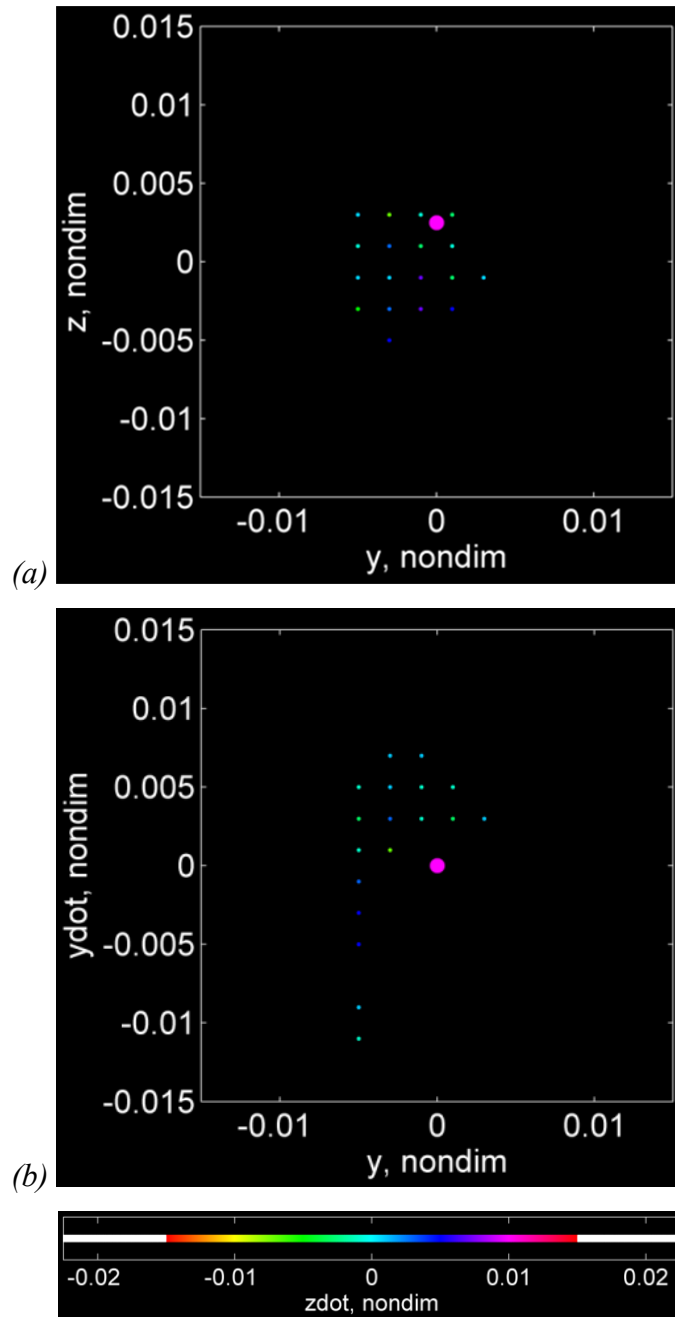 0.015
0.01
0.005
0
-0.005
-0.01
-0.015
z, nondim
-0.01 0 0.01
y, nondim
(a)
0.015
0.01
0.005
0
-0.005
-0.01
-0.015
ydot, nondim
-0.01 0 0.01
y, nondim
(b)
-0.02 -0.01 0 0.01 0.02
zdot, nondim